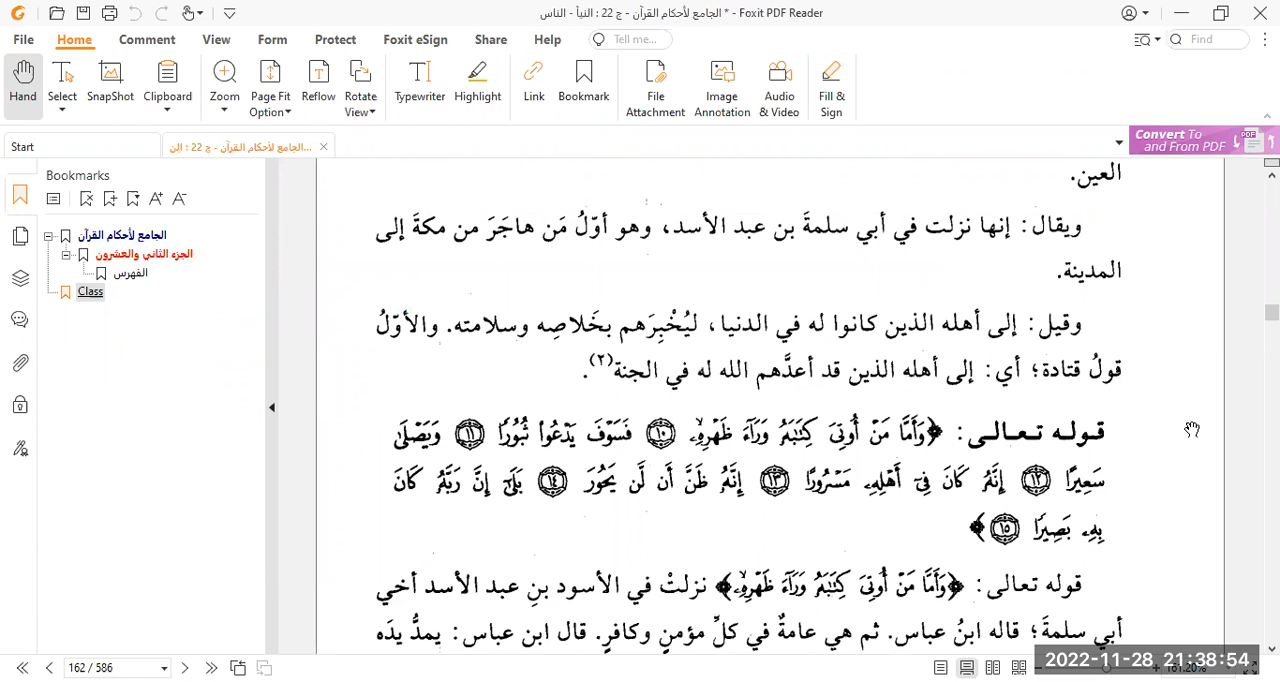 الجامع لأحكام القرآن - ج 22 : النبأ - الناس * - Foxit PDF Reader
File Home Comment View Form Protect Foxit eSign Share Help Tell me... Find
Hand Select SnapShot Clipboard Zoom Page Fit Option Reflow Rotate View Typewriter Highlight Link Bookmark File Attachment Image Annotation Audio & Video Fill & Sign
Start
الجامع لأحكام القرآن - ج 22 : الن...
Convert To and From PDF
Bookmarks
الجامع لأحكام القرآن
الجزء الثاني والعشرون
الفهرس
Class
العين.
ويقال: إنها نزلت في أبي سلمةَ بن عبد الأسد، وهو أوّلُ مَن هاجَرَ من مكةَ إلى
المدينة.
وقيل: إلى أهله الذين كانوا له في الدنيا، ليُخْبِرَهم بخَلاصِه وسلامته. والأوّلُ
قولُ قتادة؛ أي: إلى أهله الذين قد أعدَّهم الله له في الجنة(٢).
قوله تعالى: ﴿وَأَمَّا مَنْ أُوتِيَ كِتَٰبَهُۥ وَرَآءَ ظَهْرِهِۦ ١٠ فَسَوْفَ يَدْعُواْ ثُبُورًا ١١ وَيَصْلَىٰ
سَعِيرًا ١٢ إِنَّهُۥ كَانَ فِيٓ أَهْلِهِۦ مَسْرُورًا ١٣ إِنَّهُۥ ظَنَّ أَن لَّن يَحُورَ ١٤ بَلَىٰٓ إِنَّ رَبَّهُۥ كَانَ
بِهِۦ بَصِيرًا ١٥﴾
قوله تعالى: ﴿وَأَمَّا مَنْ أُوتِيَ كِتَٰبَهُۥ وَرَآءَ ظَهْرِهِۦ﴾ نزلتْ في الأسود بنِ عبد الأسد أخي
أبي سلمةَ؛ قاله ابنُ عباس. ثم هي عامةٌ في كلِّ مؤمنٍ وكافرٍ. قال ابن عباس: يمدُّ يدَه
162 / 586
2022-11-28 21:38:54